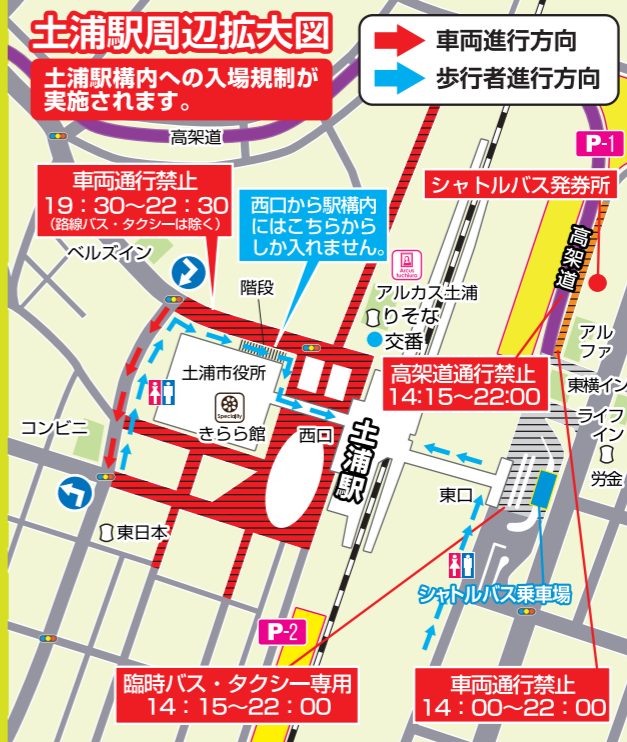 土浦駅周辺拡大図
土浦駅構内への入場規制が
実施されます。
車両進行方向
歩行者進行方向
高架道
P-1
車両通行禁止
19：30〜22：30
(路線バス・タクシーは除く)
西口から駅構内
にはこちらから
しか入れません。
シャトルバス発券所
高架道
ベルズイン
階段
Arcus
tuchiura
アルカス土浦
りそな
交番
アル
ファ
土浦市役所
高架道通行禁止
14:15〜22:00
東横イン
ライフ
イン
労金
Speciality
きらら館
コンビニ
西口
土浦駅
東口
東日本
シャトルバス乗車場
P-2
臨時バス・タクシー専用
14：15〜22：00
車両通行禁止
14：00〜22：00